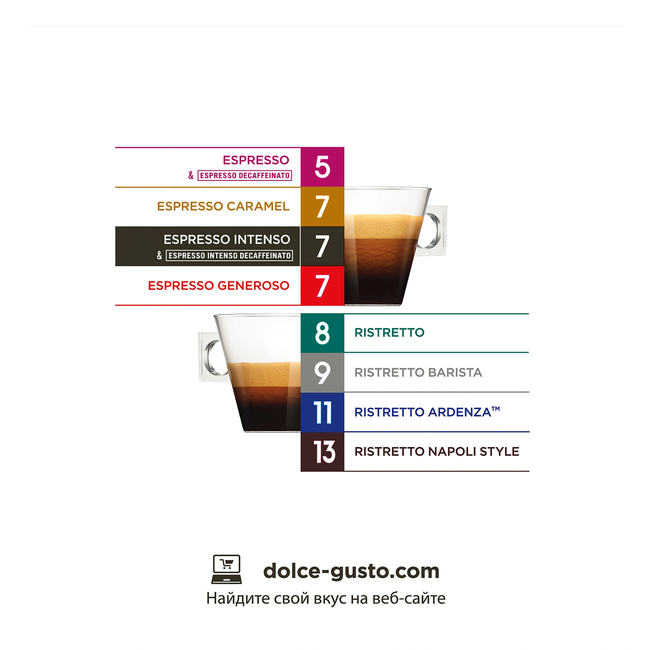 ESPRESSO 5
& ESPRESSO DECAFFEINATO
ESPRESSO CARAMEL 7
ESPRESSO INTENSO 7
& ESPRESSO INTENSO DECAFFEINATO
ESPRESSO GENEROSO 7
8 RISTRETTO
9 RISTRETTO BARISTA
11 RISTRETTO ARDENZA™
13 RISTRETTO NAPOLI STYLE
dolce-gusto.com
Найдите свой вкус на веб-сайте